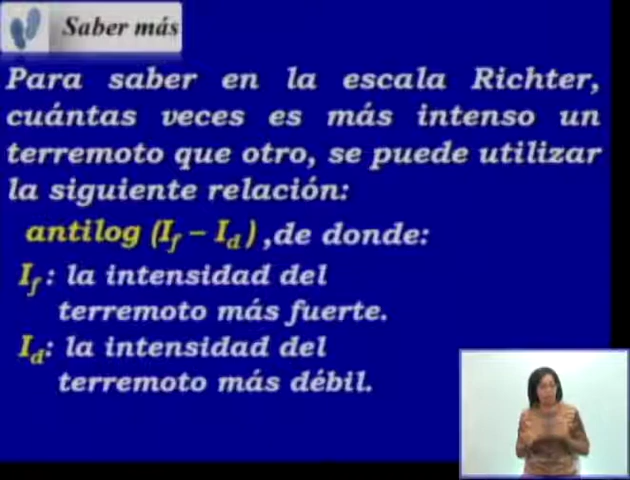 Saber más
Para saber en la escala Richter,
cuántas veces es más intenso un
terremoto que otro, se puede utilizar
la siguiente relación:
antilog (If – Id) ,de donde:
If : la intensidad del
terremoto más fuerte.
Id: la intensidad del
terremoto más débil.